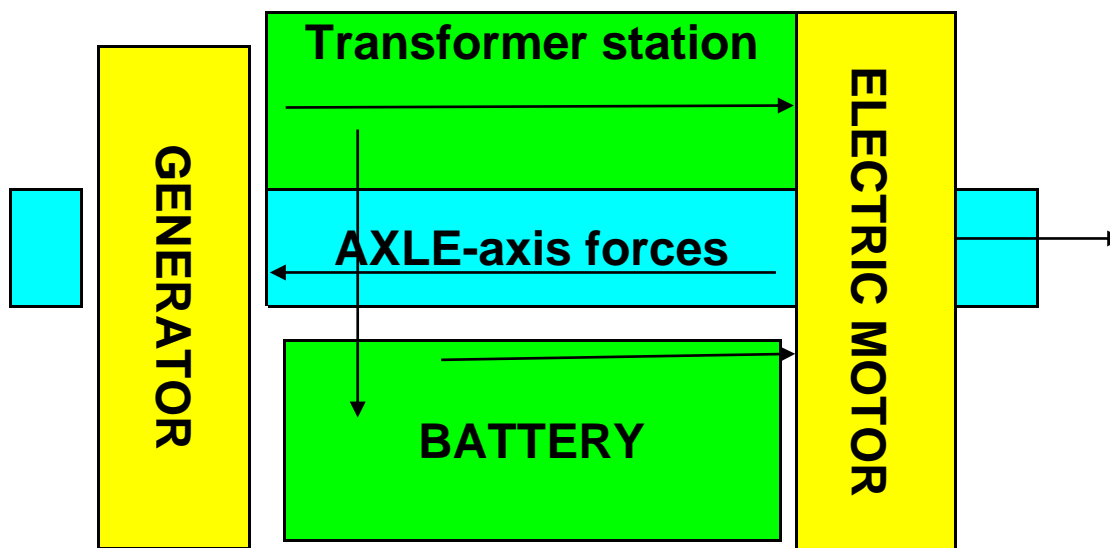 Transformer station
GENERATOR
AXLE-axis forces
ELECTRIC MOTOR
BATTERY